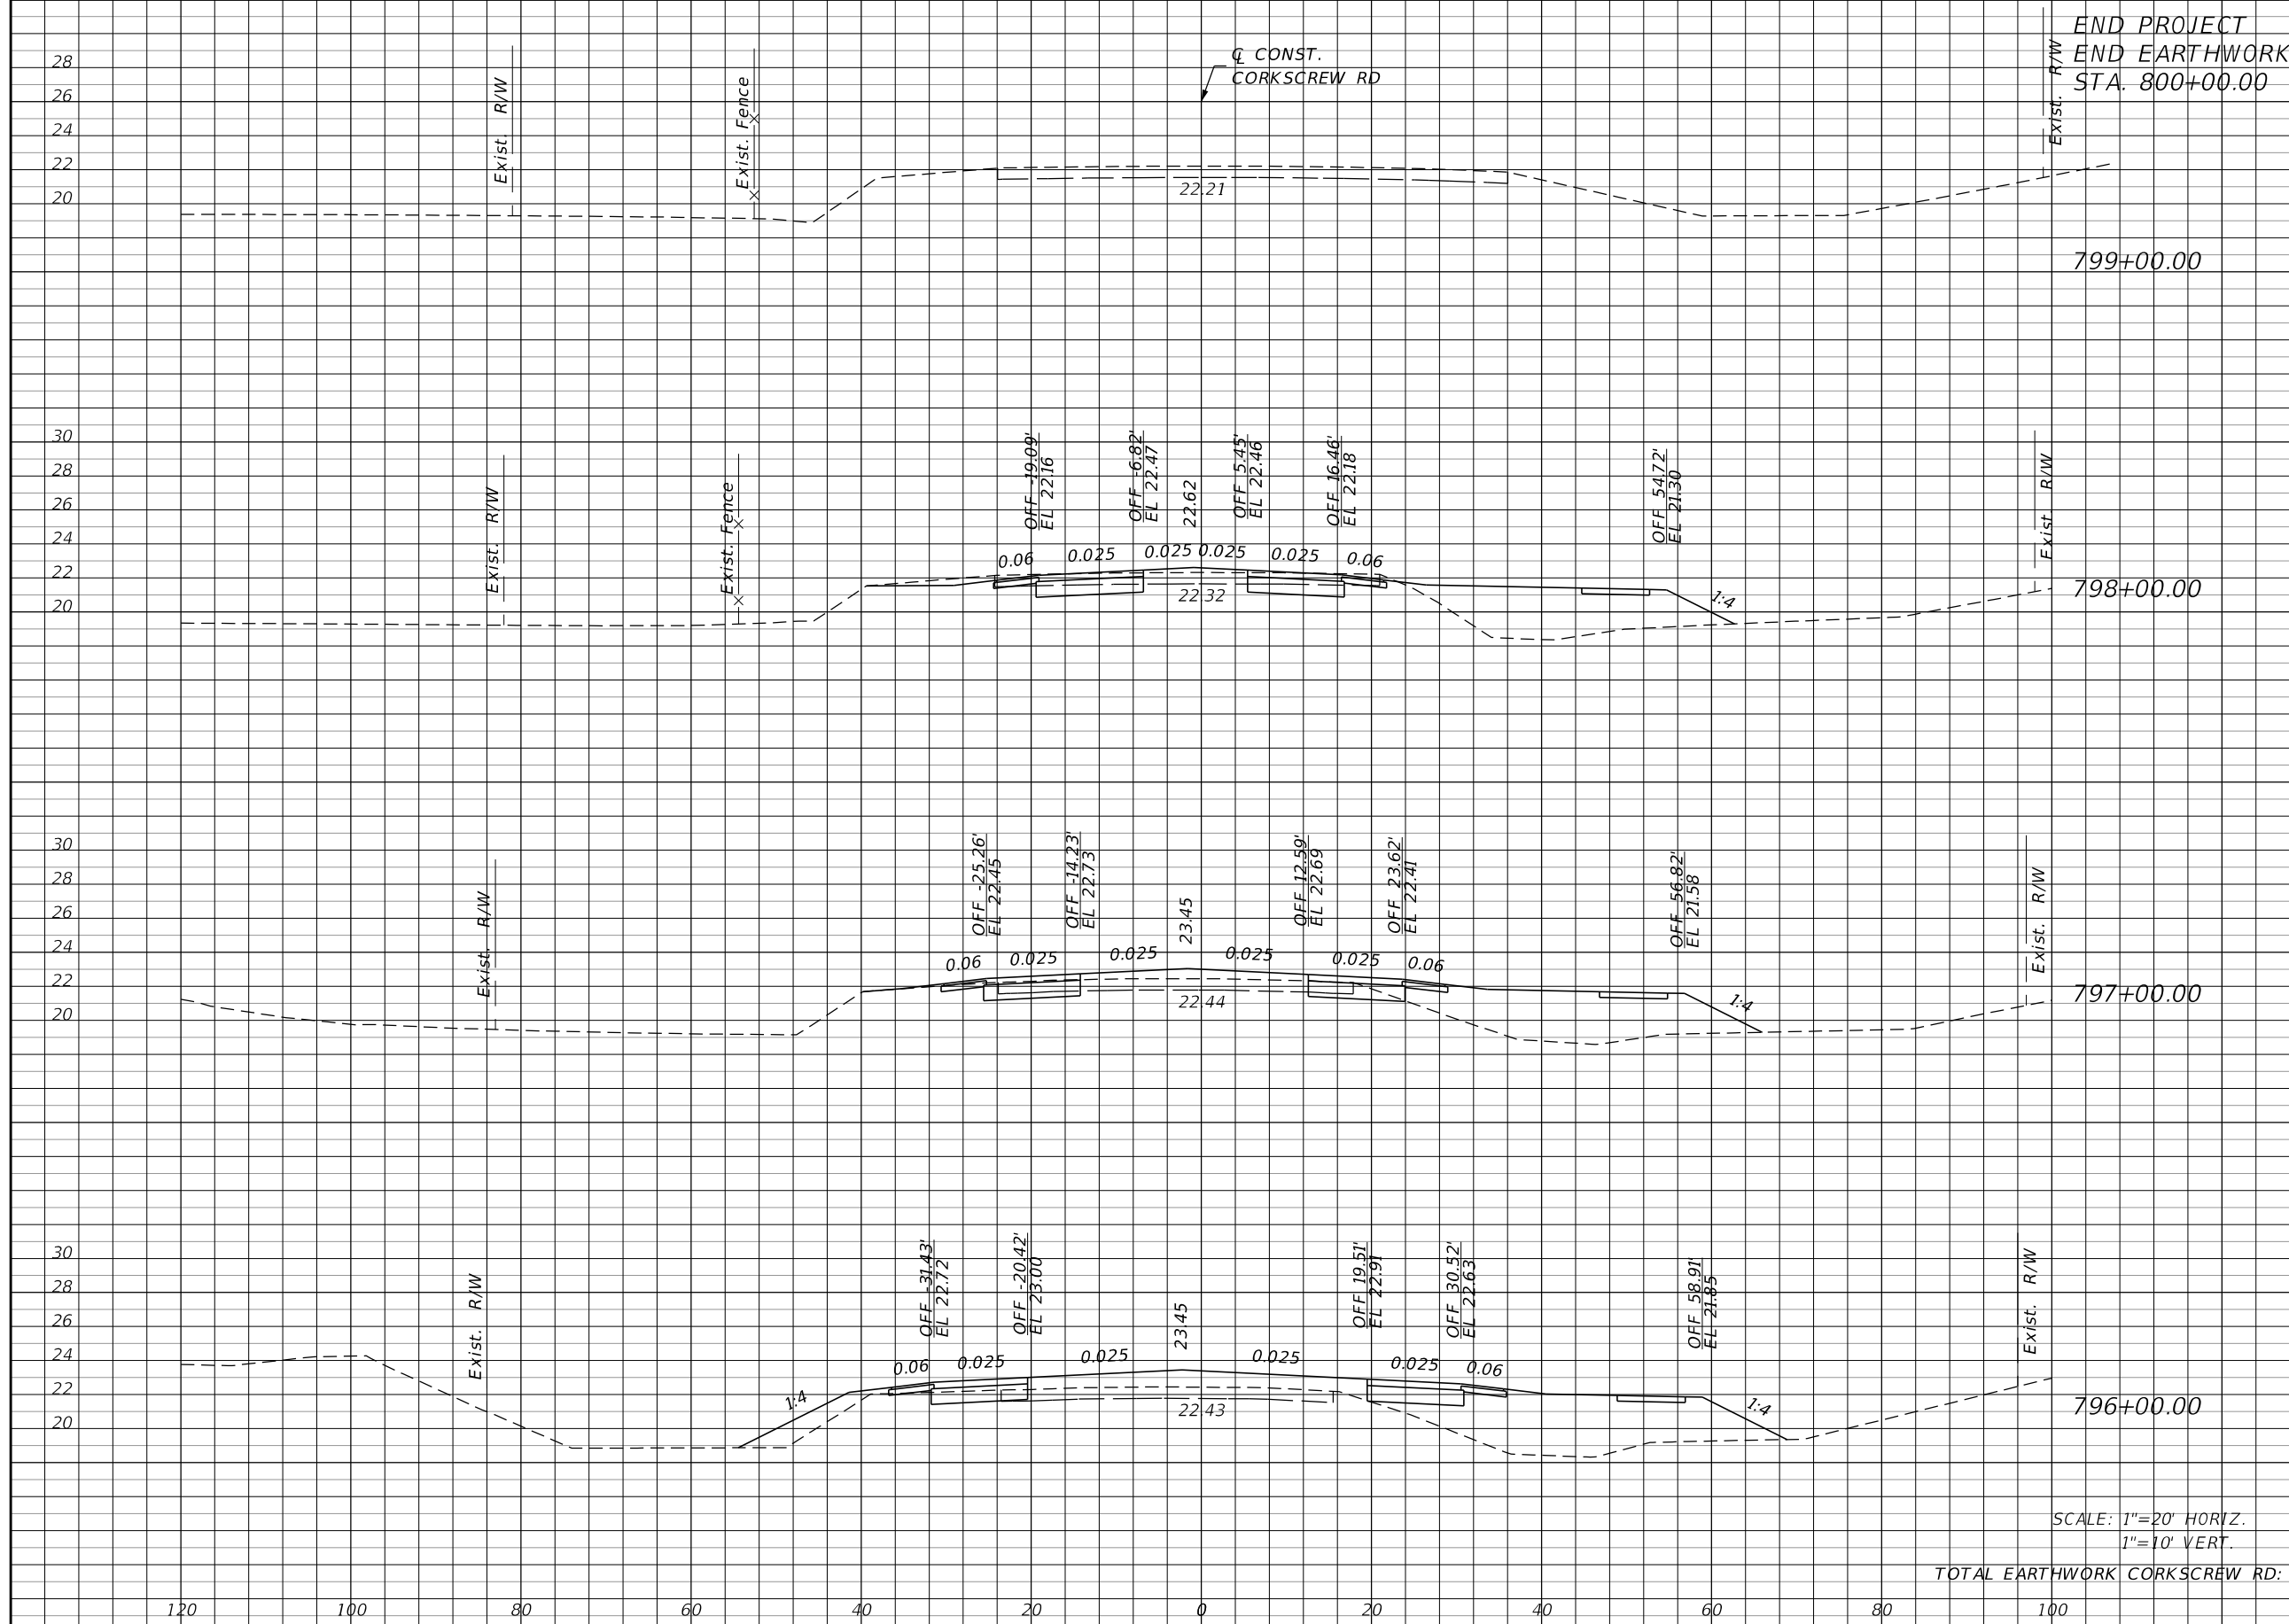 END PROJECT
END EARTHWORK
STA. 800+00.00
℄ CONST.
CORKSCREW RD
28
26
24
22
20
Exist. R/W
Exist. Fence
Exist. R/W
22.21
799+00.00
30
28
26
24
22
20
Exist. R/W
Exist. Fence
OFF -19.09'
EL 22.16
OFF -6.82'
EL 22.47
22.62
OFF 5.45'
EL 22.46
OFF 16.46'
EL 22.18
OFF 54.72'
EL 21.30
Exist R/W
0.06
0.025
0.025
0.025
0.025
0.06
1:4
22.32
798+00.00
30
28
26
24
22
20
Exist. R/W
OFF -25.26'
EL 22.45
OFF -14.23'
EL 22.73
23.45
OFF 12.59'
EL 22.69
OFF 23.62'
EL 22.41
OFF 56.82'
EL 21.58
Exist. R/W
0.06
0.025
0.025
0.025
0.025
0.06
1:4
22.44
797+00.00
30
28
26
24
22
20
Exist. R/W
OFF -31.43'
EL 22.72
OFF -20.42'
EL 23.00
23.45
OFF 19.51'
EL 22.91
OFF 30.52'
EL 22.63
OFF 58.91'
EL 21.85
Exist. R/W
1:4
0.06
0.025
0.025
0.025
0.025
0.06
1:4
22.43
796+00.00
SCALE: 1"=20' HORIZ.
1"=10' VERT.
TOTAL EARTHWORK CORKSCREW RD:
120 100 80 60 40 20 0 20 40 60 80 100